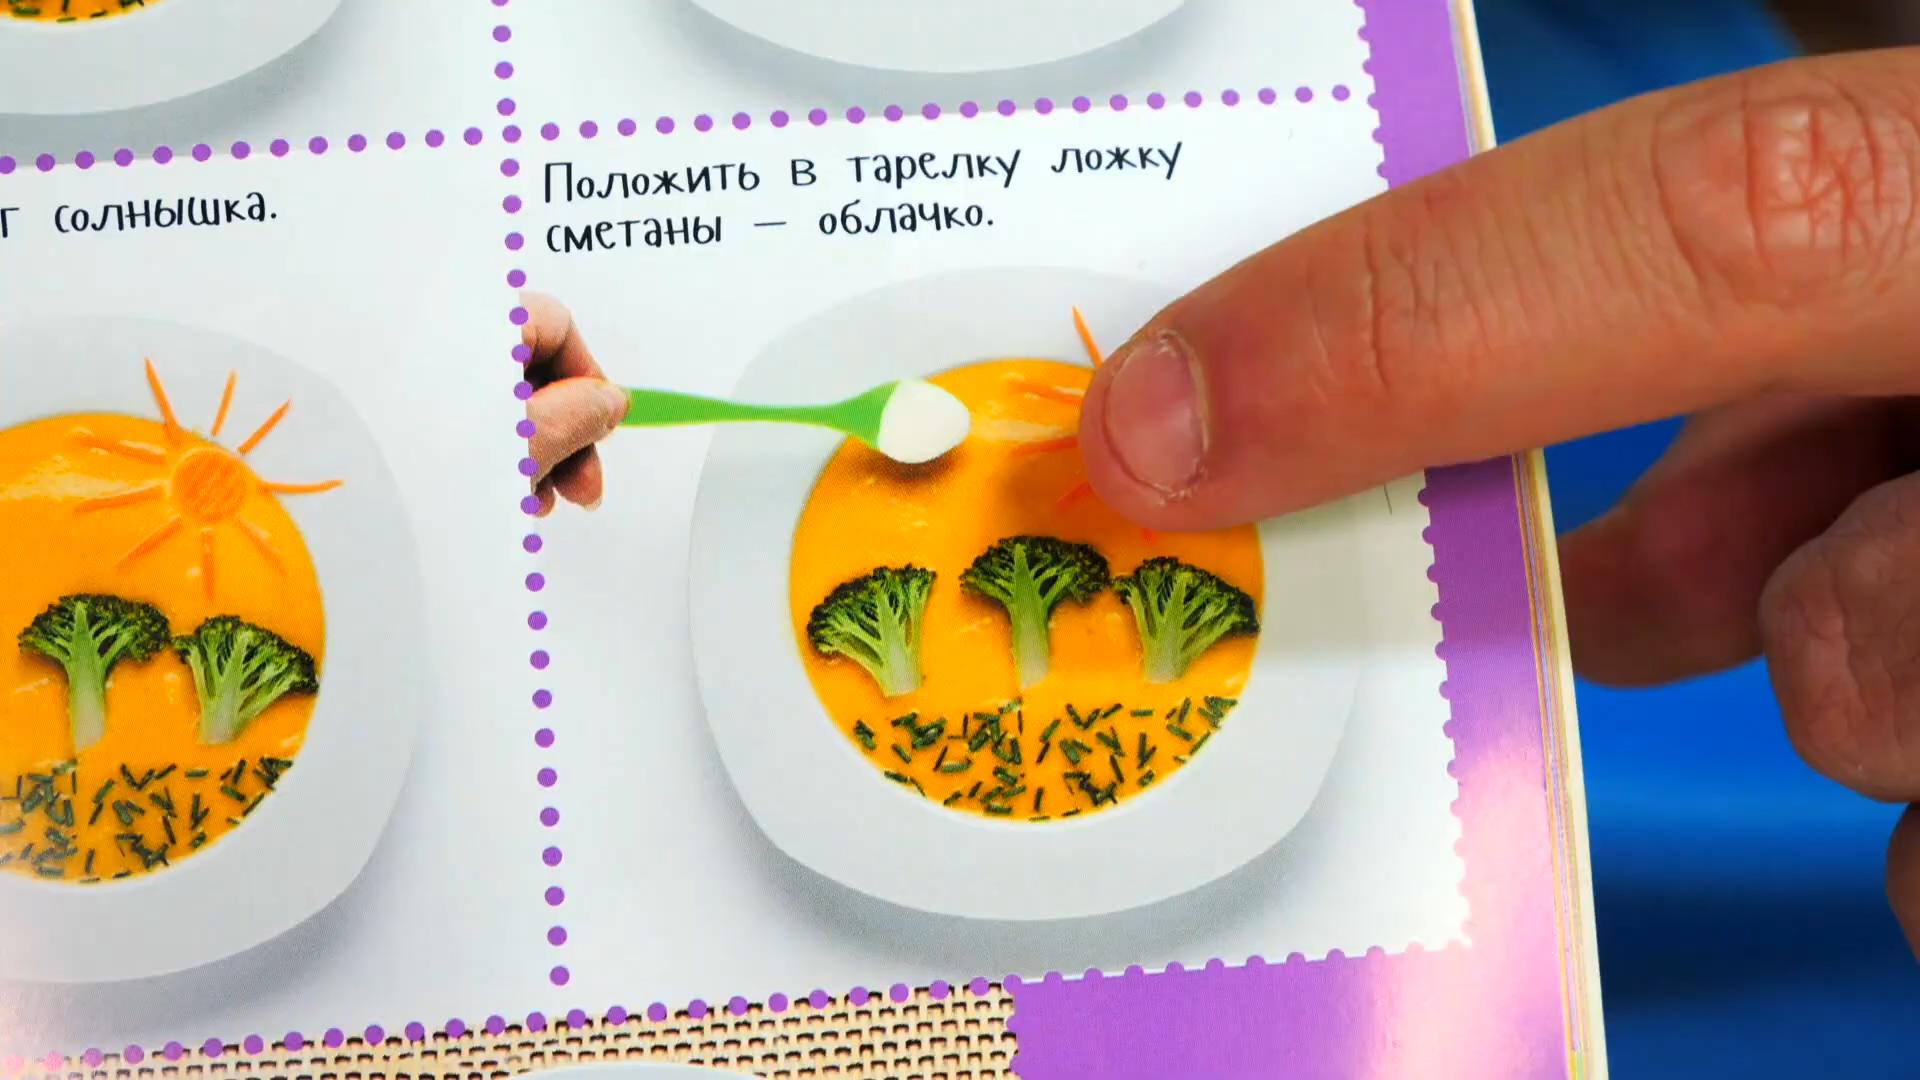 г солнышка.
Положить в тарелку ложку
сметаны — облачко.